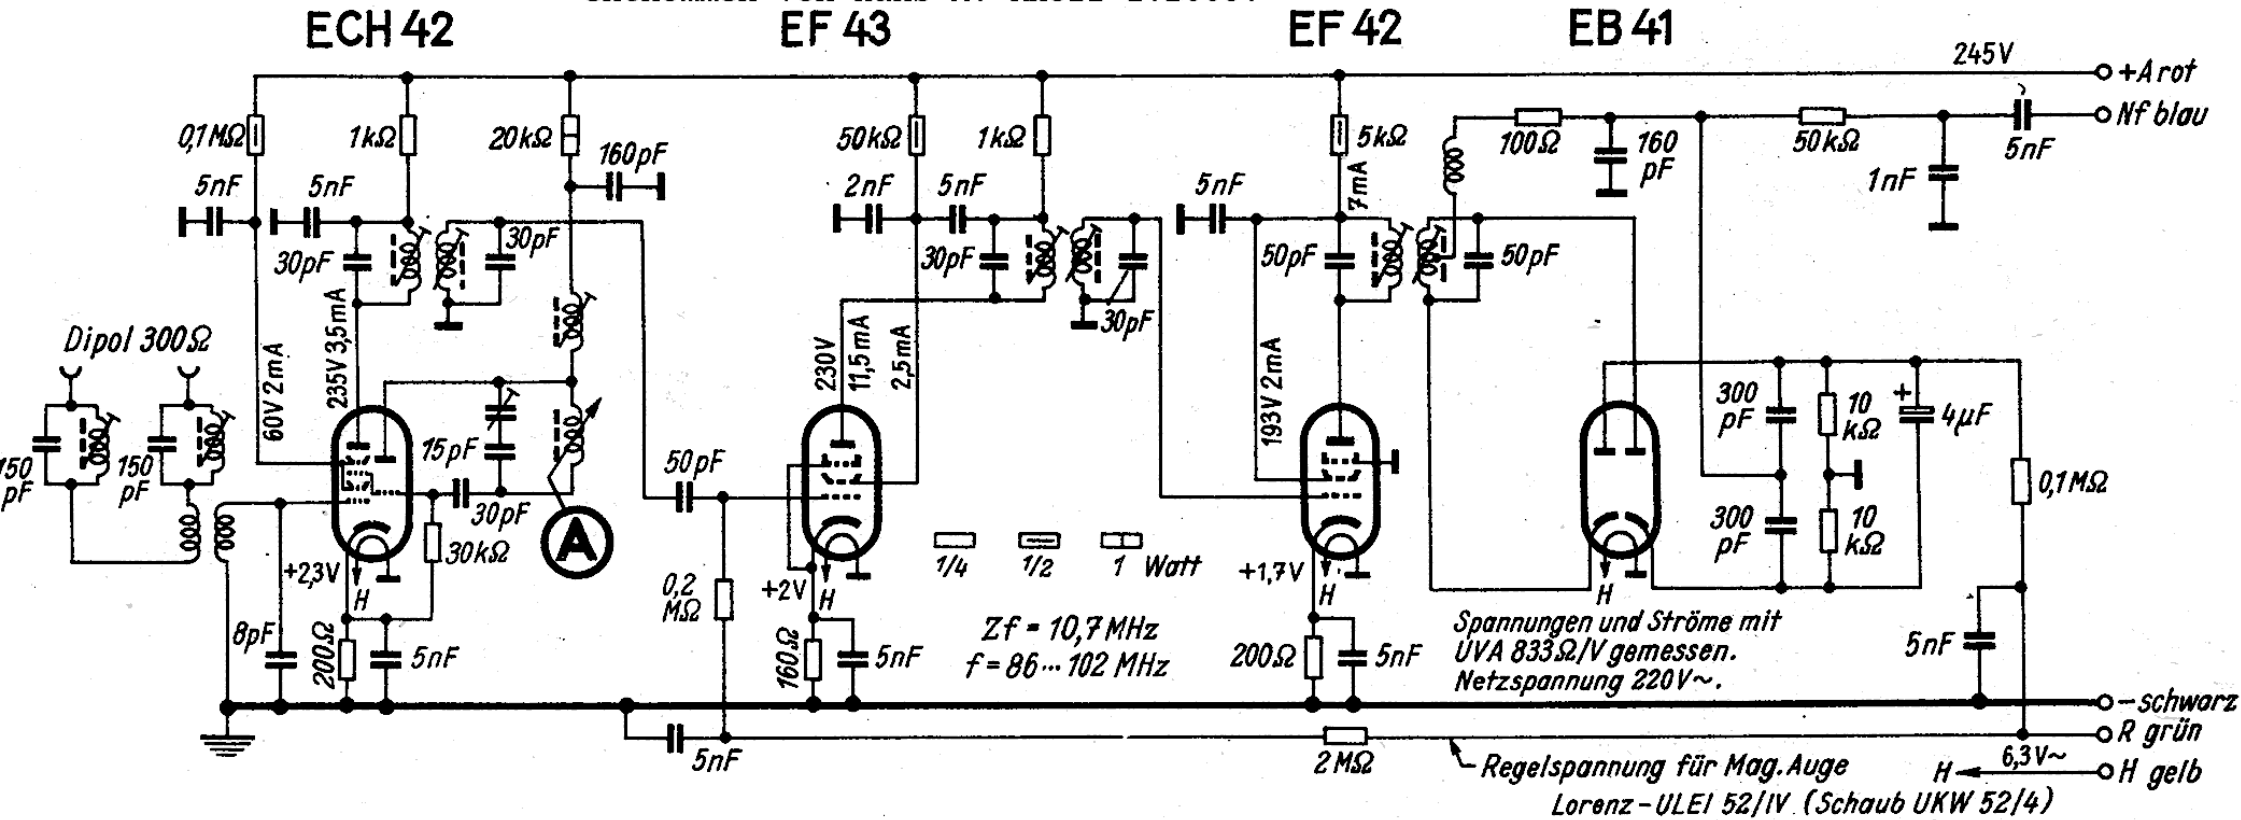 ECH 42
EF 43
EF 42
EB 41
245V
+A rot
Nf blau
0,1 MΩ
1kΩ
20kΩ
160pF
50kΩ
1kΩ
5kΩ
7mA
100Ω
160
pF
50kΩ
5nF
1nF
5nF
5nF
2nF
5nF
5nF
30pF
30pF
30pF
30pF
50pF
50pF
Dipol 300Ω
60V 2mA
235V 3,5mA
230V
11,5mA
2,5mA
193V 2mA
150
pF
150
pF
15pF
30pF
A
30kΩ
50pF
300
pF
10
kΩ
+
4µF
300
pF
10
kΩ
0,1MΩ
+2,3V
H
0,2
MΩ
+2V
H
1/4
1/2
1 Watt
+1,7V
H
H
8pF
200Ω
5nF
160Ω
5nF
Zf = 10,7 MHz
f = 86... 102 MHz
200Ω
5nF
Spannungen und Ströme mit
UVA 833Ω/V gemessen.
Netzspannung 220V~.
5nF
- schwarz
5nF
2MΩ
R grün
Regelspannung für Mag. Auge
H
6,3V~
H gelb
Lorenz-ULEI 52/IV (Schaub UKW 52/4)